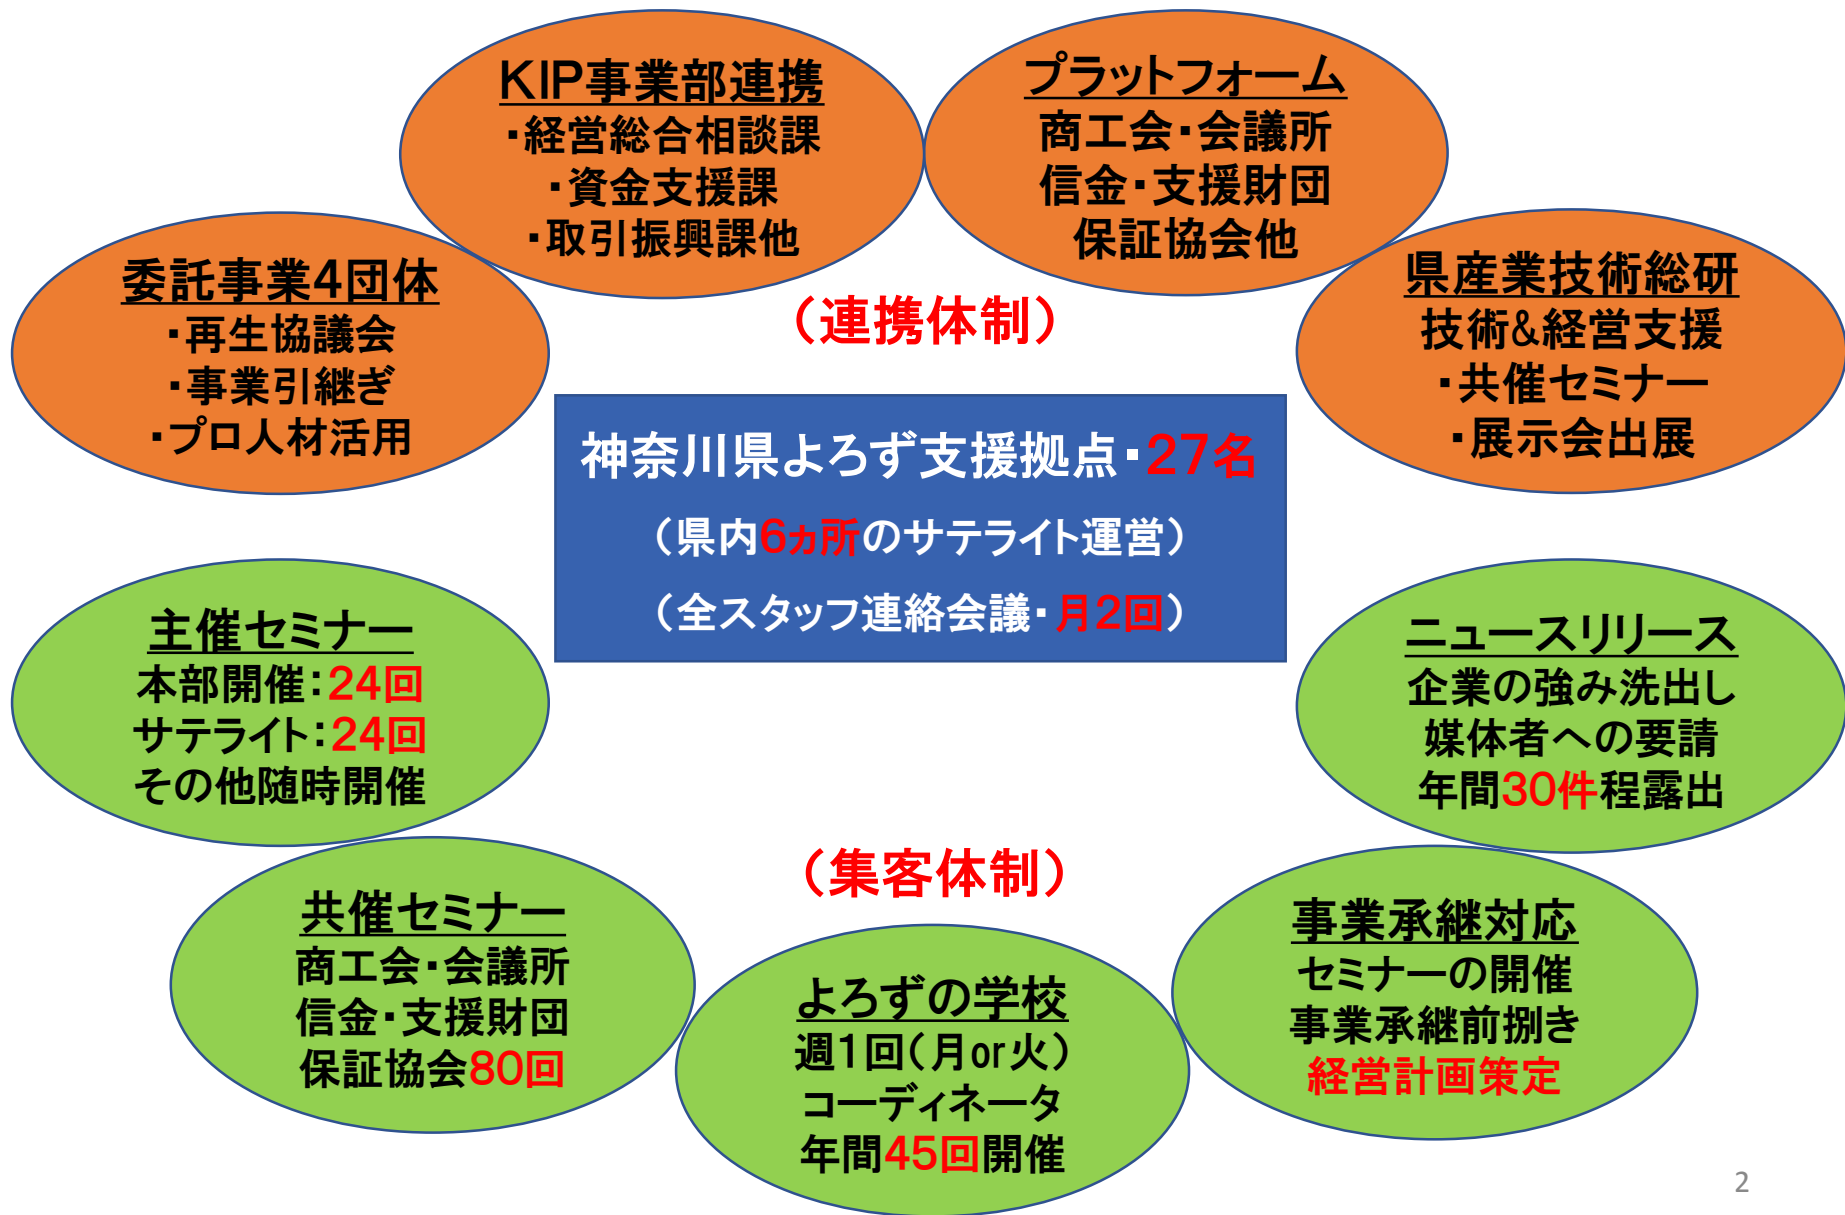 KIP事業部連携
・経営総合相談課
・資金支援課
・取引振興課他
プラットフォーム
商工会・会議所
信金・支援財団
保証協会他
委託事業4団体
・再生協議会
・事業引継ぎ
・プロ人材活用
(連携体制)
県産業技術総研
技術&経営支援
・共催セミナー
・展示会出展
神奈川県よろず支援拠点・27名
(県内6ヵ所のサテライト運営)
(全スタッフ連絡会議・月2回)
主催セミナー
本部開催:24回
サテライト:24回
その他随時開催
ニュースリリース
企業の強み洗出し
媒体者への要請
年間30件程露出
(集客体制)
共催セミナー
商工会・会議所
信金・支援財団
保証協会80回
よろずの学校
週1回(月or火)
コーディネータ
年間45回開催
事業承継対応
セミナーの開催
事業承継前捌き
経営計画策定
2